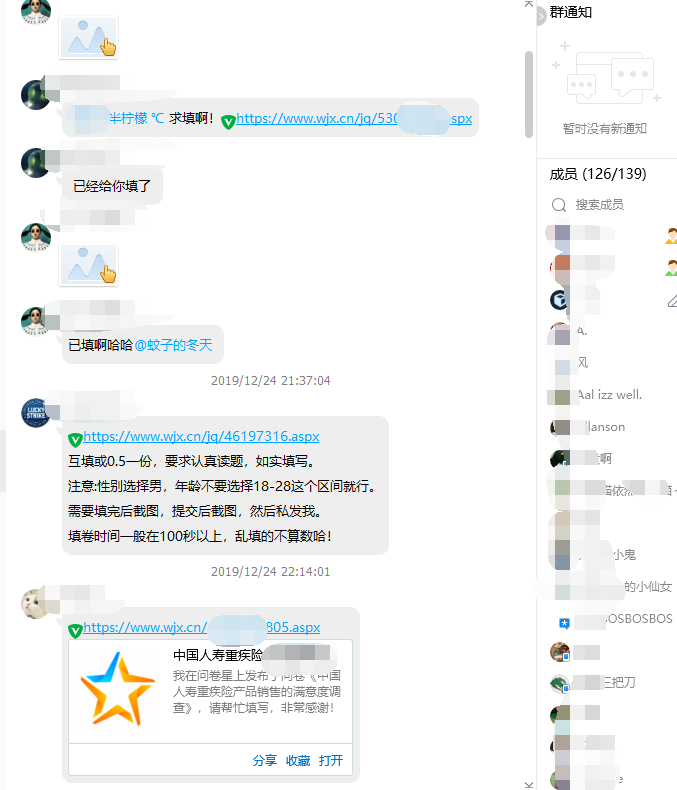 半柠檬 ℃ 求填啊! https://www.wjx.cn/jq/530 spx
已经给你填了
已填啊哈哈@蚊子的冬天
2019/12/24 21:37:04
LUCKY
STRIKE
https://www.wjx.cn/jq/46197316.aspx
互填或0.5一份，要求认真读题，如实填写。
注意:性别选择男，年龄不要选择18-28这个区间就行。
需要填完后截图，提交后截图，然后私发我。
填卷时间一般在100秒以上，乱填的不算数哈!
2019/12/24 22:14:01
https://www.wjx.cn/ 805.aspx
中国人寿重疾险
我在问卷星上发布了问卷《中国
人寿重疾险产品销售的满意度调
查》，请帮忙填写，非常感谢!
分享 收藏 打开
群通知
暂时没有新通知
成员 (126/139)
搜索成员
A.
风
Aal izz well.
lanson
啊
猫依然 猫
小鬼
的小仙女
BOSBOSBOS
三把刀
e